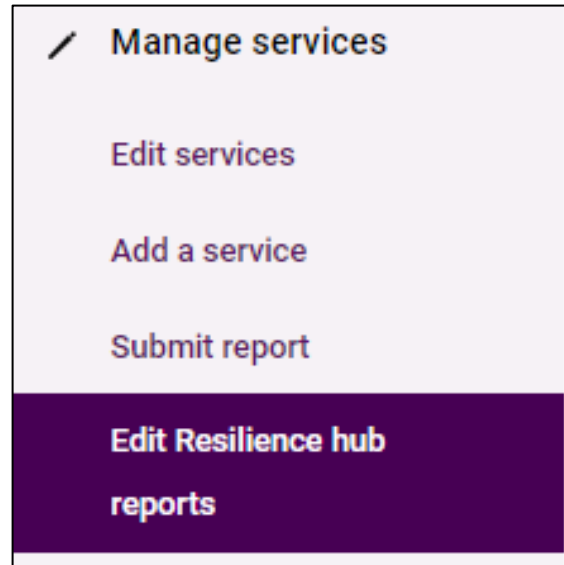 Manage services
Edit services
Add a service
Submit report
Edit Resilience hub
reports